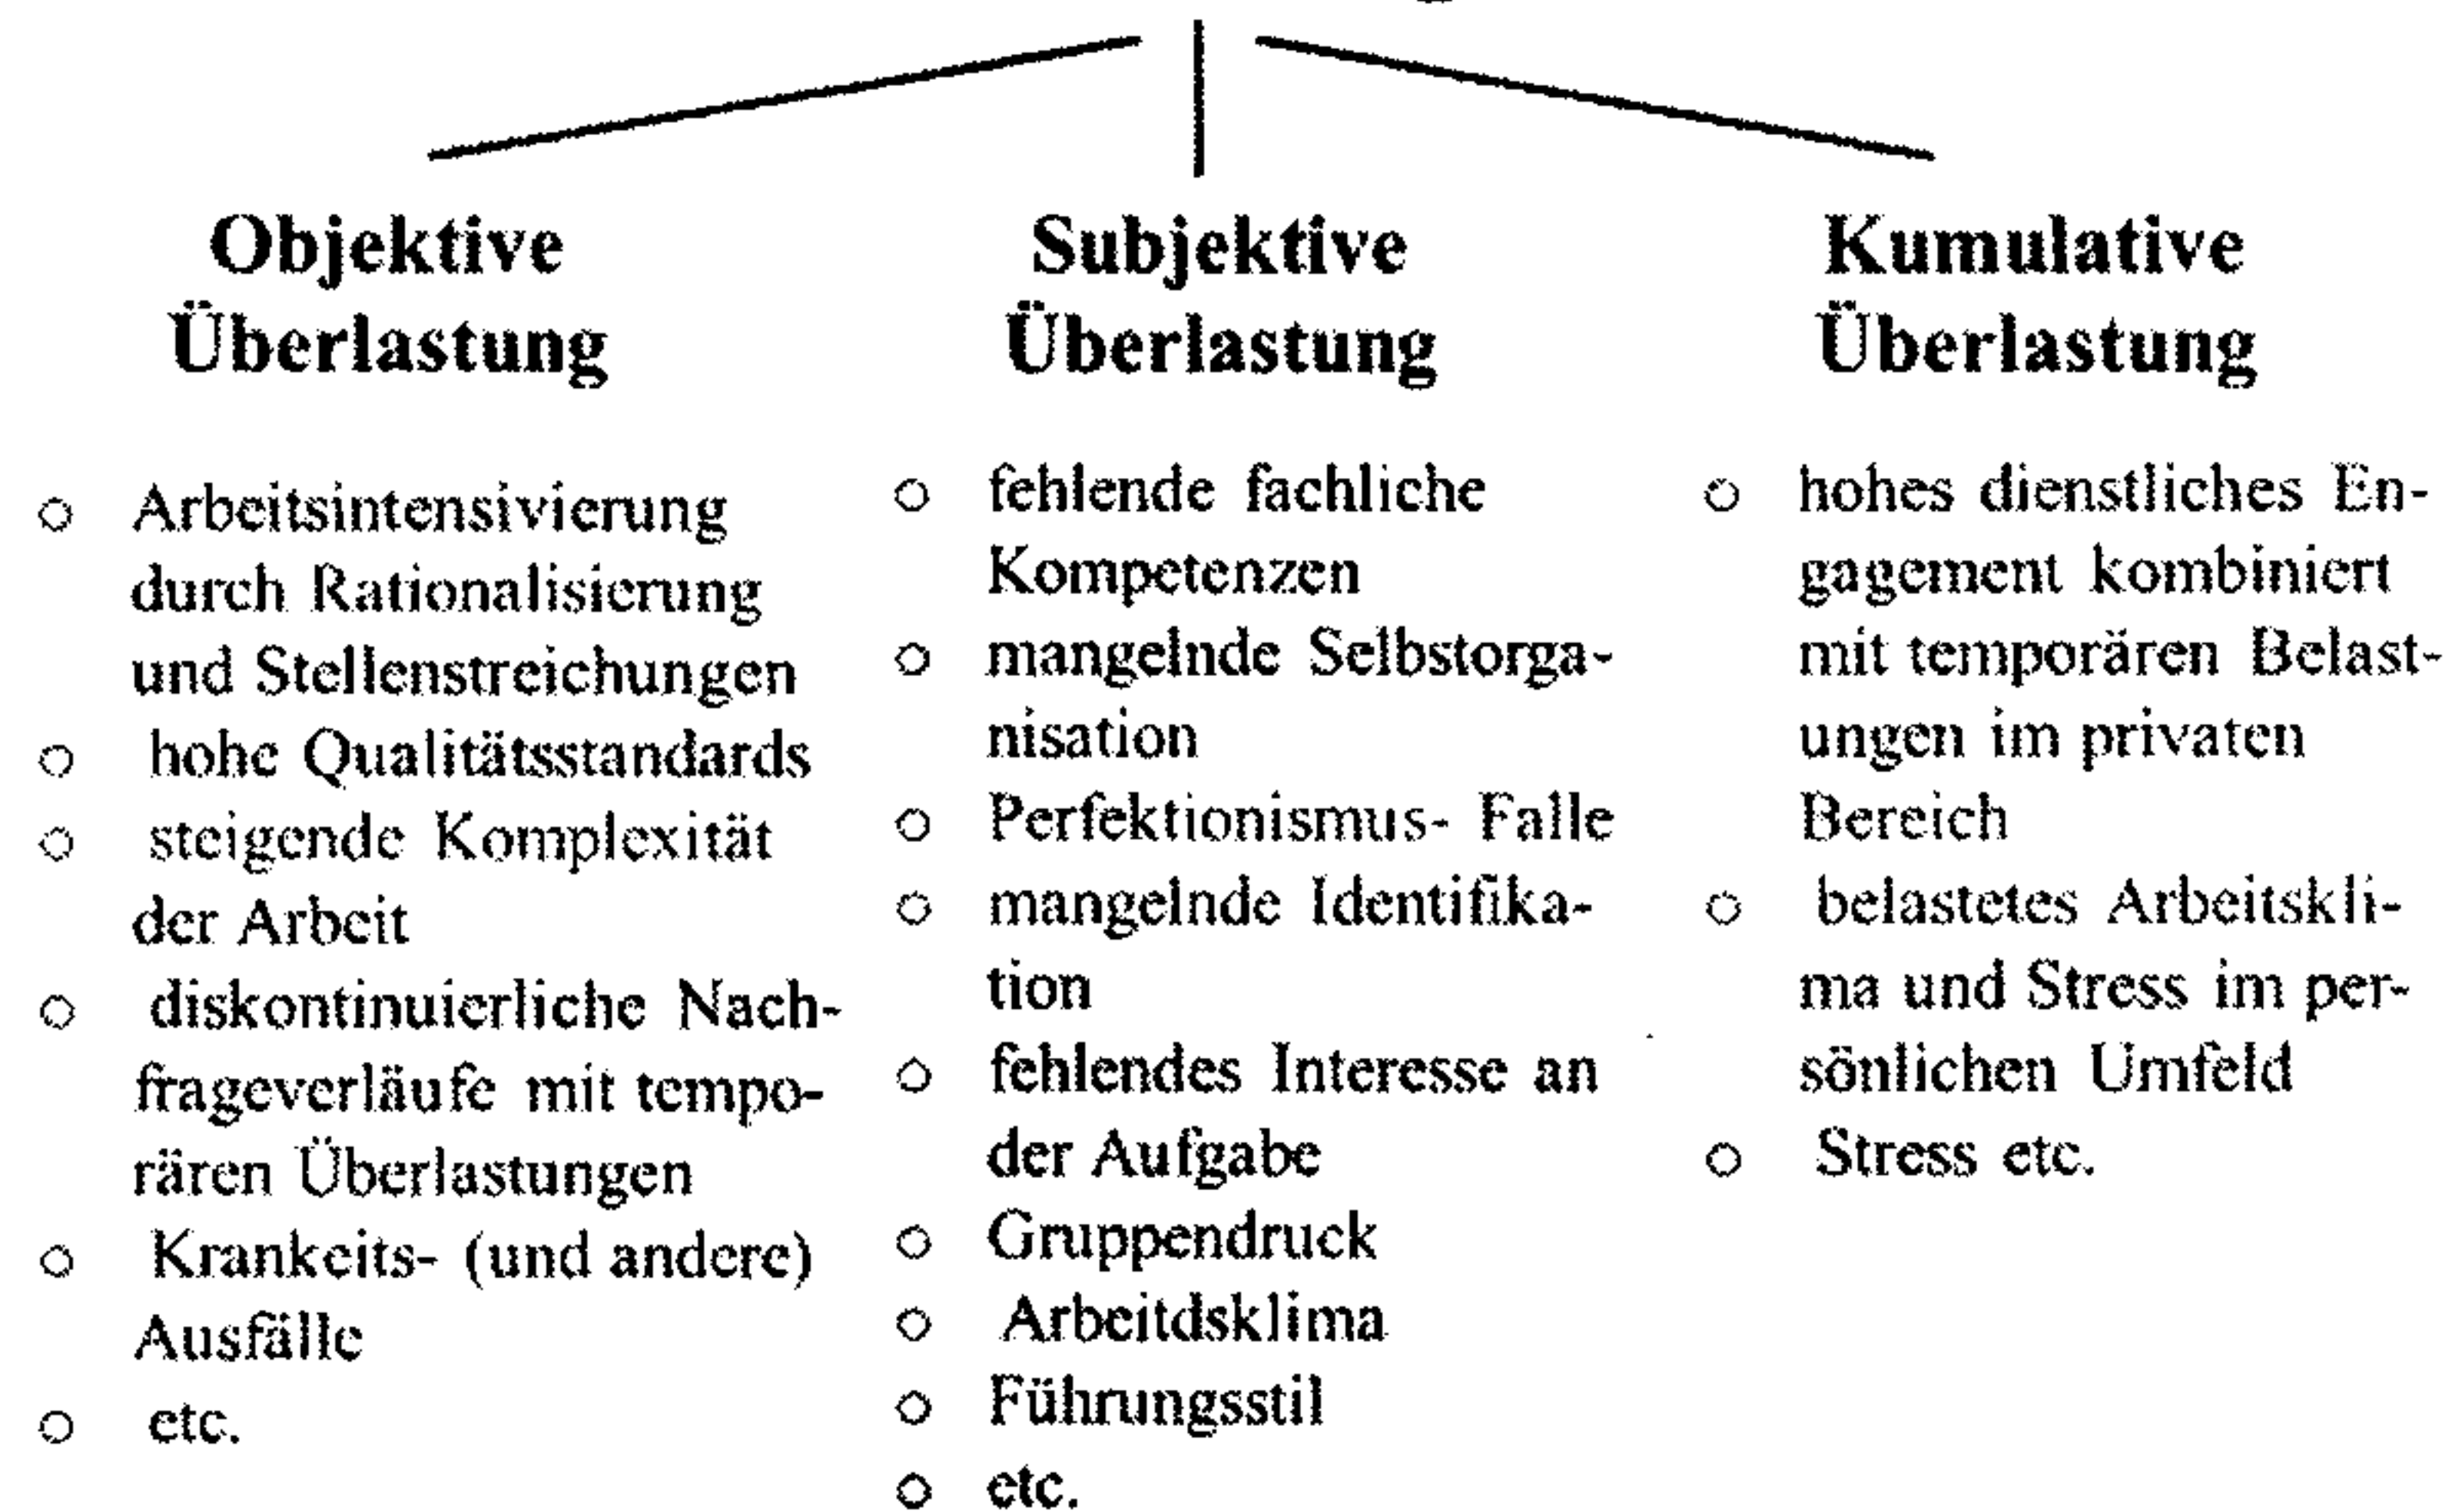 Objektive
Überlastung
○ Arbeitsintensivierung
durch Rationalisierung
und Stellenstreichungen
○ hohe Qualitätsstandards
○ steigende Komplexität
der Arbeit
○ diskontinuierliche Nach-
frageverläufe mit tempo-
rären Überlastungen
○ Krankeits- (und andere)
Ausfälle
○ etc.
Subjektive
Überlastung
○ fehlende fachliche
Kompetenzen
○ mangelnde Selbstorga-
nisation
○ Perfektionismus- Falle
○ mangelnde Identifika-
tion
○ fehlendes Interesse an
der Aufgabe
○ Gruppendruck
○ Arbeitdsklima
○ Führungsstil
○ etc.
Kumulative
Überlastung
○ hohes dienstliches En-
gagement kombiniert
mit temporären Belast-
ungen im privaten
Bereich
○ belastetes Arbeitskli-
ma und Stress im per-
sönlichen Umfeld
○ Stress etc.